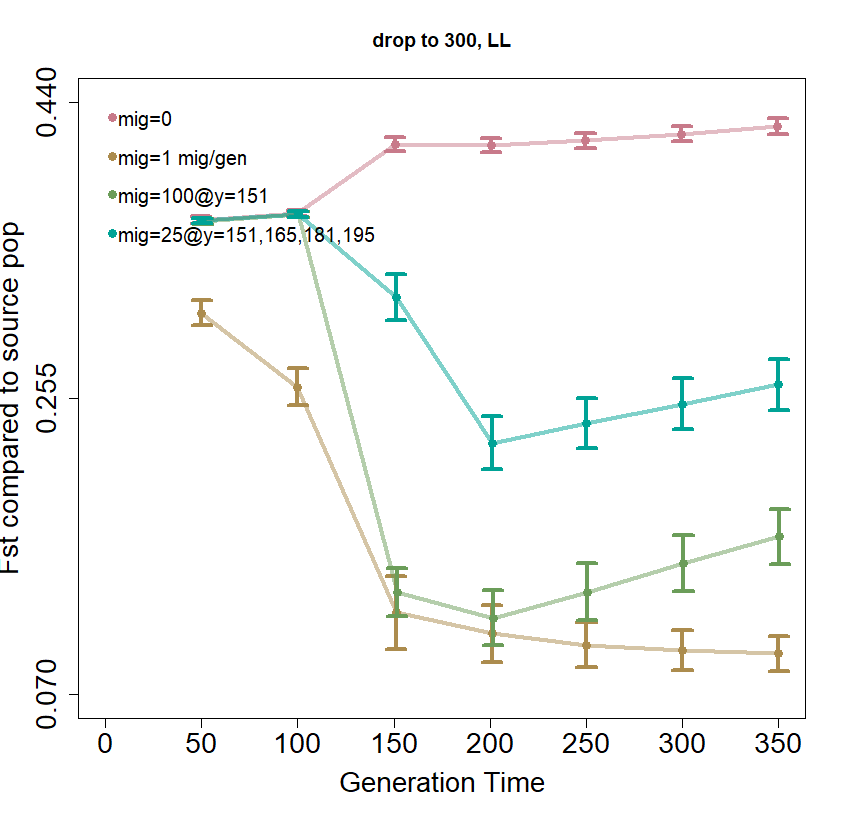 drop to 300, LL
mig=0
mig=1 mig/gen
mig=100@y=151
mig=25@y=151,165,181,195
Fst compared to source pop
0.440
0.255
0.070
0 50 100 150 200 250 300 350
Generation Time